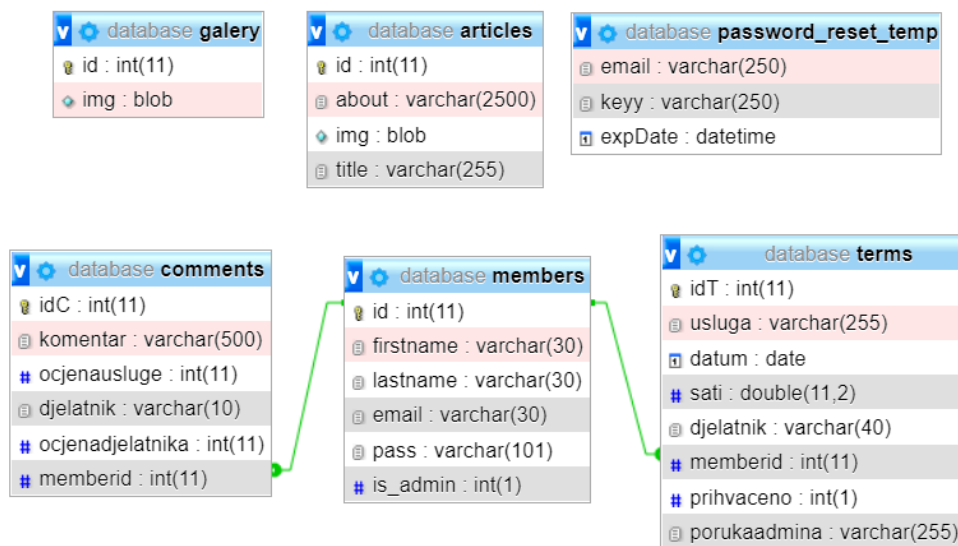 v database galery
id : int(11)
img : blob
v database articles
id : int(11)
about : varchar(2500)
img : blob
title : varchar(255)
v database password_reset_temp
email : varchar(250)
keyy : varchar(250)
expDate : datetime
v database comments
idC : int(11)
komentar : varchar(500)
# ocjenausluge : int(11)
djelatnik : varchar(10)
# ocjenadjelatnika : int(11)
# memberid : int(11)
v database members
id : int(11)
firstname : varchar(30)
lastname : varchar(30)
email : varchar(30)
pass : varchar(101)
# is_admin : int(1)
v database terms
idT : int(11)
usluga : varchar(255)
datum : date
# sati : double(11,2)
djelatnik : varchar(40)
# memberid : int(11)
# prihvaceno : int(1)
porukaadmina : varchar(255)